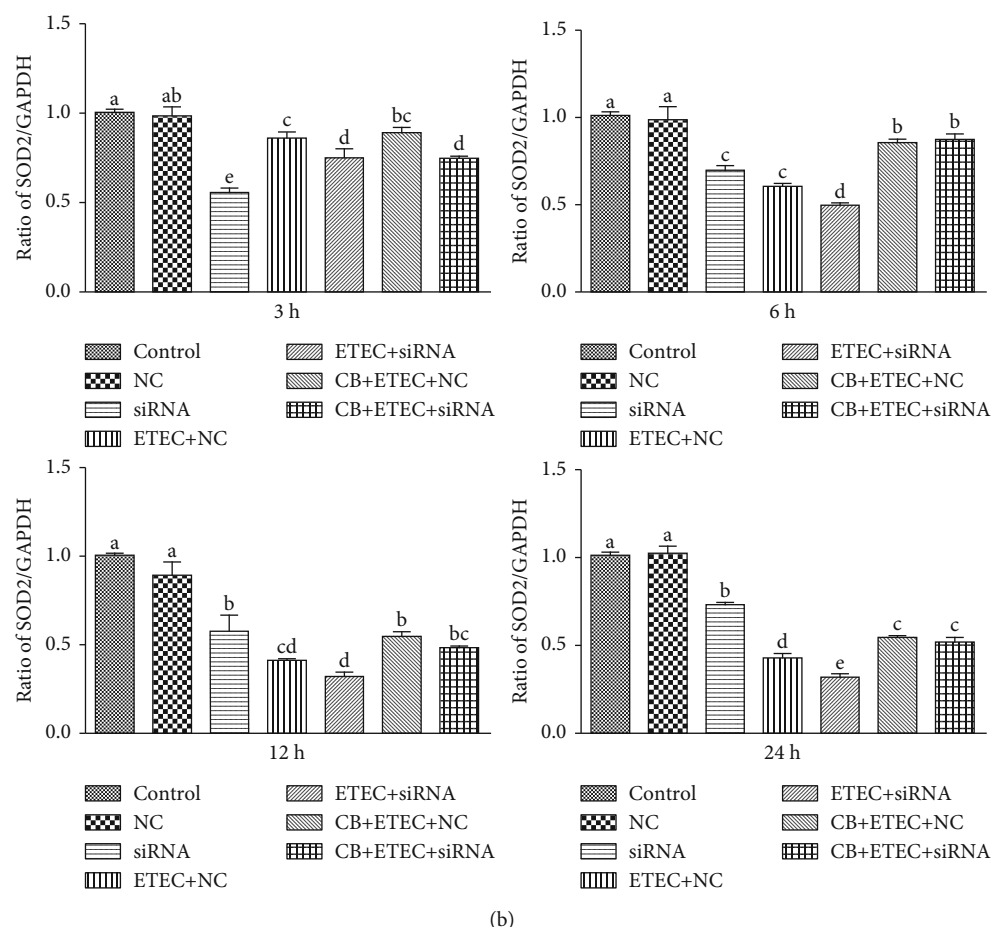 1.5
1.0
0.5
0.0
Ratio of SOD2/GAPDH
a
ab
e
c
d
bc
d
3 h
Control
NC
siRNA
ETEC+NC
ETEC+siRNA
CB+ETEC+NC
CB+ETEC+siRNA
1.5
1.0
0.5
0.0
Ratio of SOD2/GAPDH
a
a
c
c
d
b
b
6 h
Control
NC
siRNA
ETEC+NC
ETEC+siRNA
CB+ETEC+NC
CB+ETEC+siRNA
1.5
1.0
0.5
0.0
Ratio of SOD2/GAPDH
a
a
b
cd
d
b
bc
12 h
Control
NC
siRNA
ETEC+NC
ETEC+siRNA
CB+ETEC+NC
CB+ETEC+siRNA
1.5
1.0
0.5
0.0
Ratio of SOD2/GAPDH
a
a
b
d
e
c
c
24 h
Control
NC
siRNA
ETEC+NC
ETEC+siRNA
CB+ETEC+NC
CB+ETEC+siRNA
(b)